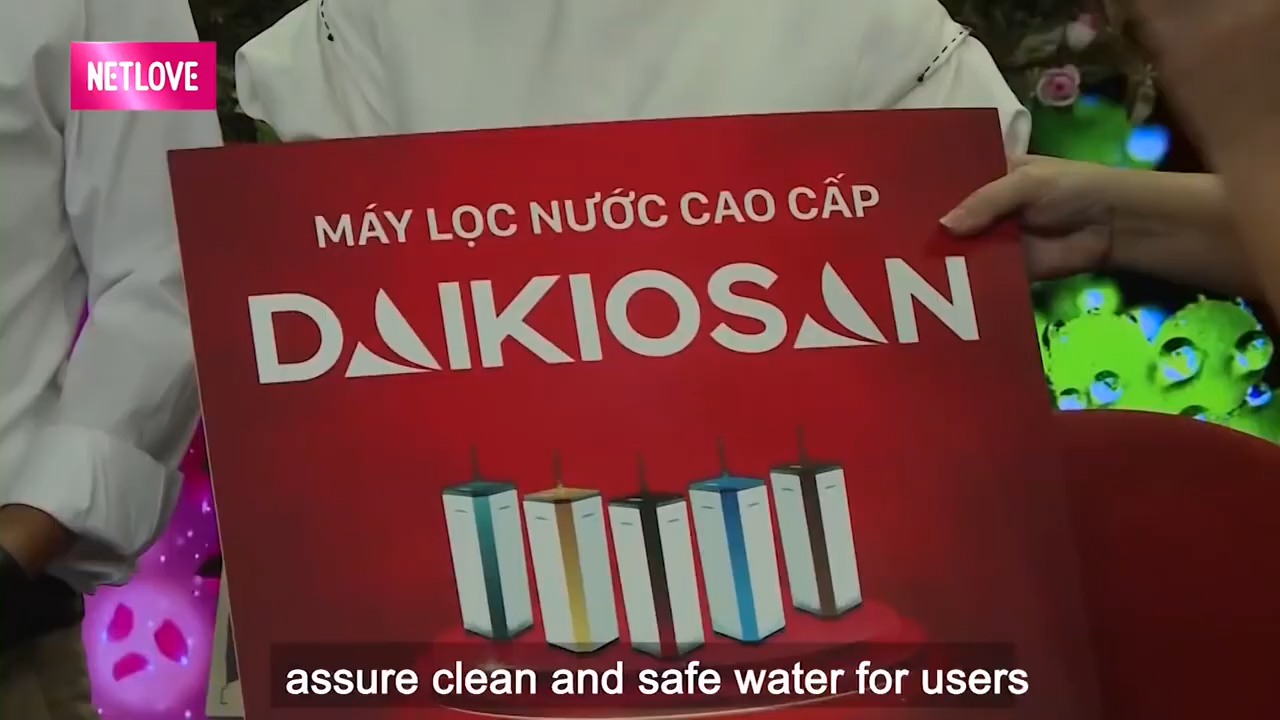 NETLOVE
MÁY LỌC NƯỚC CAO CẤP
DAIKIOSAN
assure clean and safe water for users